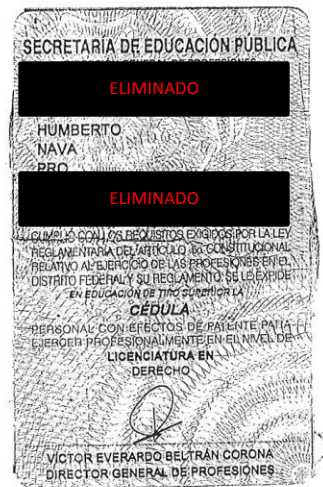 SECRETARÍA DE EDUCACIÓN PÚBLICA
ELIMINADO
HUMBERTO
NAVA
PRO
ELIMINADO
CUMPLIO CON LOS REQUISITOS EXIGIDOS POR LA LEY
REGLAMENTARIA DEL ARTICULO 5o. CONSTITUCIONAL
RELATIVO AL EJERCICIO DE LAS PROFESIONES EN EL
DISTRITO FEDERAL Y SU REGLAMENTO SE LE EXPIDE
EN EDUCACIÓN DE TIPO SUPERIOR LA
CÉDULA
PERSONAL CON EFECTOS DE PATENTE PARA
EJERCER PROFESIONALMENTE EN EL NIVEL DE
LICENCIATURA EN
DERECHO
VÍCTOR EVERARDO BELTRÁN CORONA
DIRECTOR GENERAL DE PROFESIONES